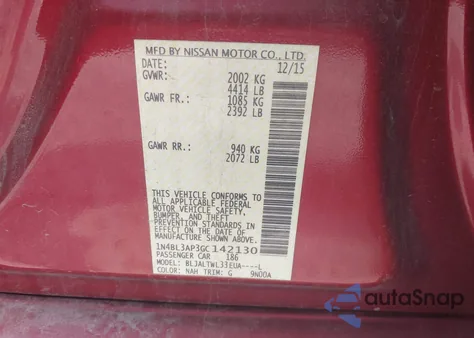 MFD BY NISSAN MOTOR CO., LTD.
DATE: 12/15
GVWR: 2002 KG
4414 LB
GAWR FR.: 1085 KG
2392 LB
GAWR RR.: 940 KG
2072 LB
THIS VEHICLE CONFORMS TO
ALL APPLICABLE FEDERAL
MOTOR VEHICLE SAFETY,
BUMPER, AND THEFT
PREVENTION STANDARDS
IN EFFECT ON THE DATE OF
MANUFACTURE SHOWN ABOVE.
1N4BL3AP3GC142130
PASSENGER CAR 186
MODEL: BLJALTWL33EUA----L
COLOR: NAH TRIM: G 9N00A
autoSnap